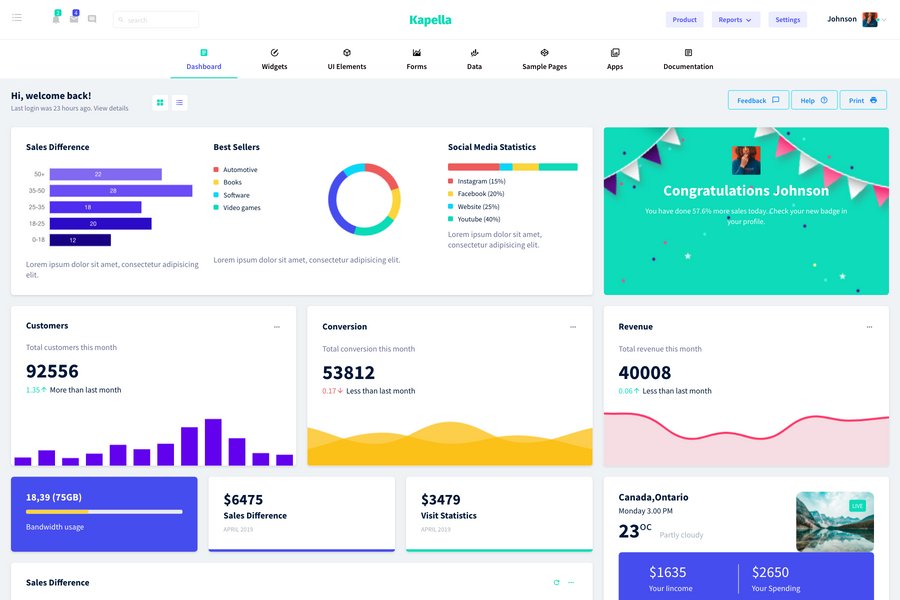 2
4
search
Kapella
Product
Reports
Settings
Johnson
Dashboard
Widgets
UI Elements
Forms
Data
Sample Pages
Apps
Documentation
Hi, welcome back!
Last login was 23 hours ago. View details
Feedback
Help
Print
Sales Difference
50+
22
35-50
28
25-35
18
18-25
20
0-18
12
Lorem ipsum dolor sit amet, consectetur adipisicing
elit.
Best Sellers
Automotive
Books
Software
Video games
Lorem ipsum dolor sit amet, consectetur adipisicing elit.
Social Media Statistics
Instagram (15%)
Facebook (20%)
Website (25%)
Youtube (40%)
Lorem ipsum dolor sit amet,
consectetur adipisicing elit.
Congratulations Johnson
You have done 57.6% more sales today. Check your new badge in
your profile.
Customers
Total customers this month
92556
1.35 More than last month
Conversion
Total conversion this month
53812
0.17 Less than last month
Revenue
Total revenue this month
40008
0.06 Less than last month
18,39 (75GB)
Bandwidth usage
$6475
Sales Difference
APRIL 2019
$3479
Visit Statistics
APRIL 2019
Canada,Ontario
Monday 3.00 PM
23OC Partly cloudy
LIVE
$1635
Your Iincome
$2650
Your Spending
Sales Difference